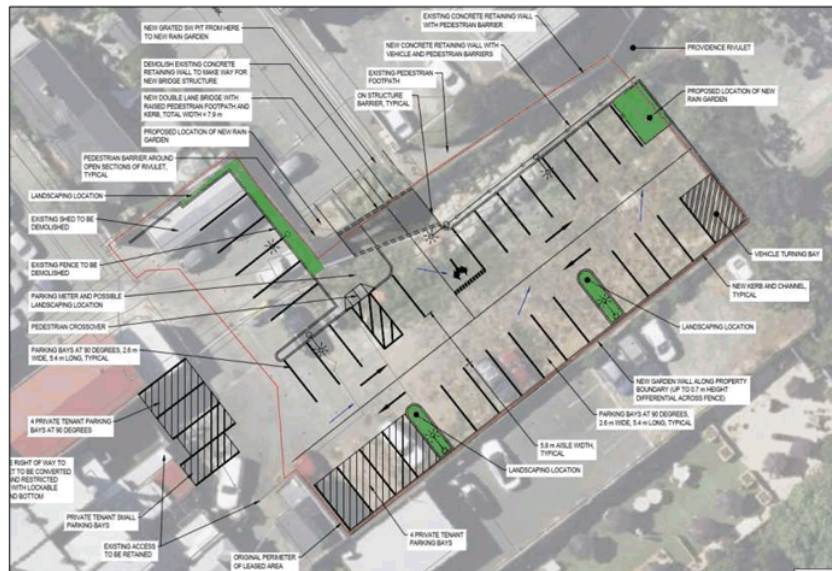 NEW GRATED SW PIT FROM HERE
TO NEW RAIN GARDEN
DEMOLISH EXISTING CONCRETE
RETAINING WALL TO MAKE WAY FOR
NEW BRIDGE STRUCTURE
NEW DOUBLE LANE BRIDGE WITH
RAISED PEDESTRIAN FOOTPATH AND
KERB, TOTAL WIDTH = 7.9 m
PROPOSED LOCATION OF NEW RAIN
GARDEN
PEDESTRIAN BARRIER AROUND
OPEN SECTIONS OF RIVULET,
TYPICAL
LANDSCAPING LOCATION
EXISTING SHED TO BE
DEMOLISHED
EXISTING FENCE TO BE
DEMOLISHED
PARKING METER AND POSSIBLE
LANDSCAPING LOCATION
PEDESTRIAN CROSSOVER
PARKING BAYS AT 90 DEGREES, 2.6 m
WIDE, 5.4 m LONG, TYPICAL
4 PRIVATE TENANT PARKING
BAYS AT 90 DEGREES
E RIGHT OF WAY TO
ET TO BE CONVERTED
ND RESTRICTED
WITH LOCKABLE
ND BOTTOM
PRIVATE TENANT SMALL
PARKING BAYS
EXISTING ACCESS
TO BE RETAINED
ORIGINAL PERIMETER
OF LEASED AREA
EXISTING CONCRETE RETAINING WALL
WITH PEDESTRIAN BARRIER
NEW CONCRETE RETAINING WALL WITH
VEHICLE AND PEDESTRIAN BARRIERS
EXISTING PEDESTRIAN
FOOTPATH
ON STRUCTURE
BARRIER, TYPICAL
PROVIDENCE RIVULET
PROPOSED LOCATION OF NEW
RAIN GARDEN
VEHICLE TURNING BAY
NEW KERB AND CHANNEL,
TYPICAL
LANDSCAPING LOCATION
NEW GARDEN WALL ALONG PROPERTY
BOUNDARY (UP TO 0.7 m HEIGHT
DIFFERENTIAL ACROSS FENCE)
PARKING BAYS AT 90 DEGREES,
2.6 m WIDE, 5.4 m LONG, TYPICAL
5.8 m AISLE WIDTH,
TYPICAL
LANDSCAPING LOCATION
4 PRIVATE TENANT
PARKING BAYS